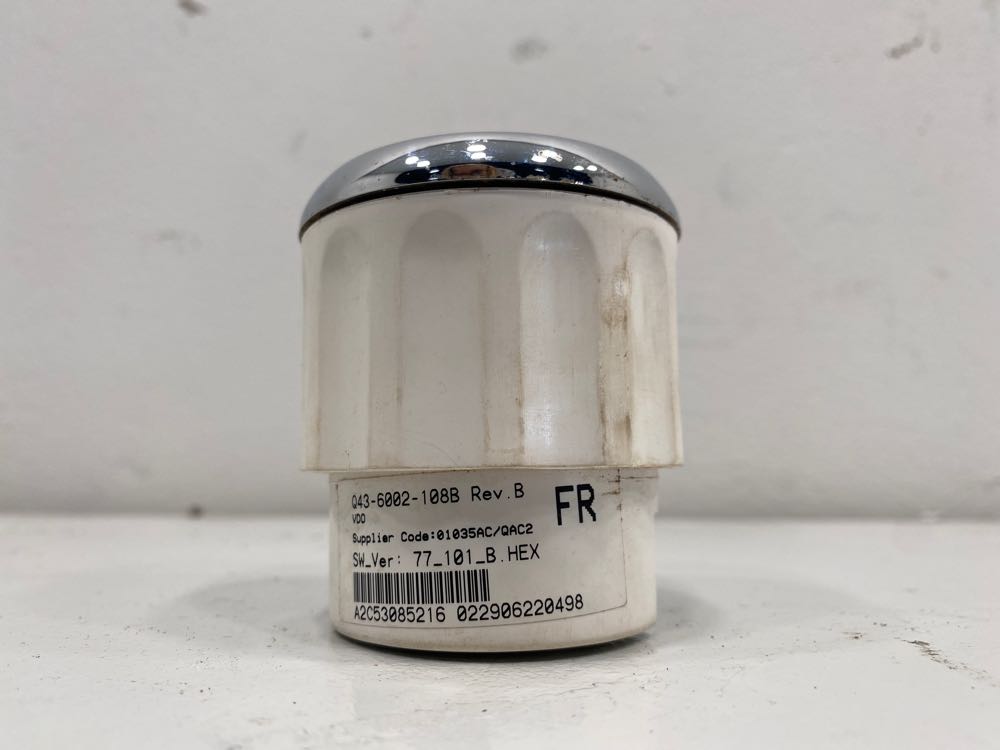 Q43-6002-108B Rev.B
FR
VDO
Supplier Code:01035AC/QAC2
SW_Ver: 77_101_B.HEX
A2C53085216 022906220498